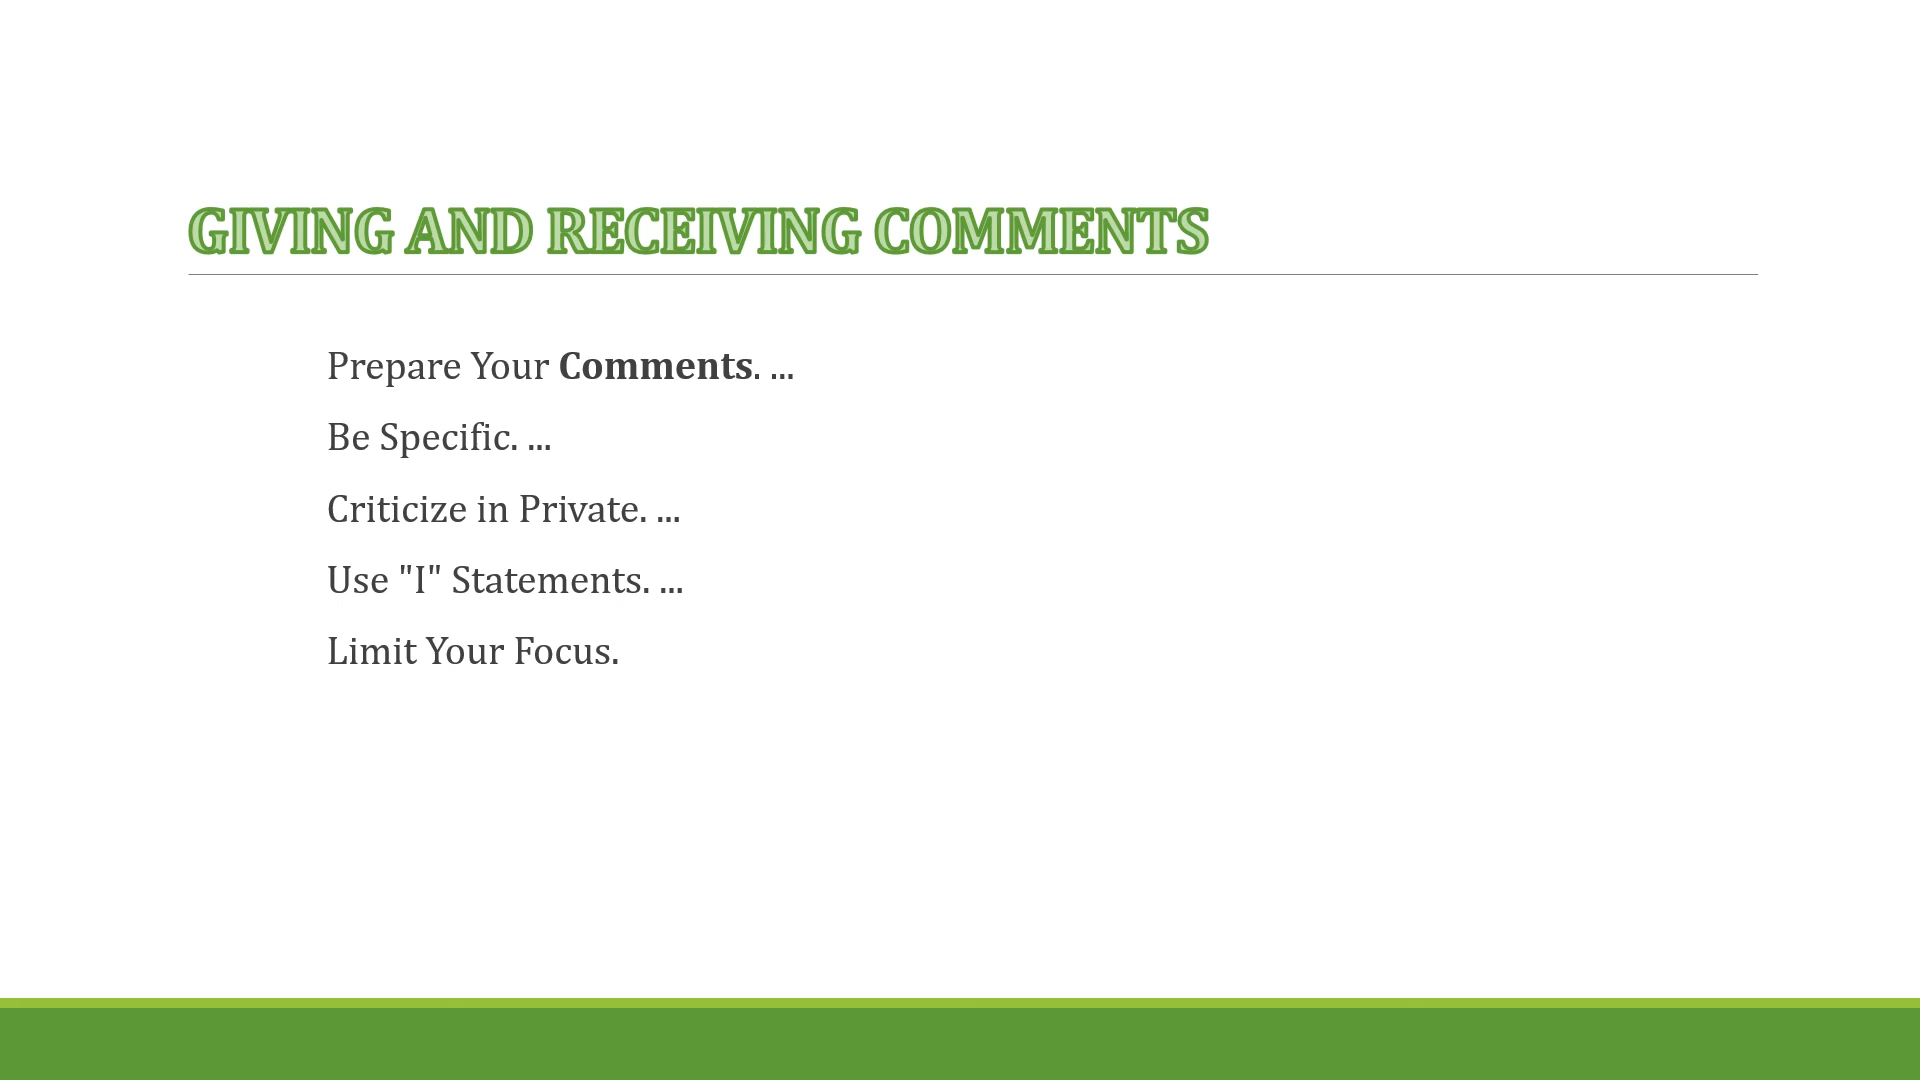 GIVING AND RECEIVING COMMENTS
Prepare Your Comments. ...
Be Specific. ...
Criticize in Private. ...
Use "I" Statements. ...
Limit Your Focus.